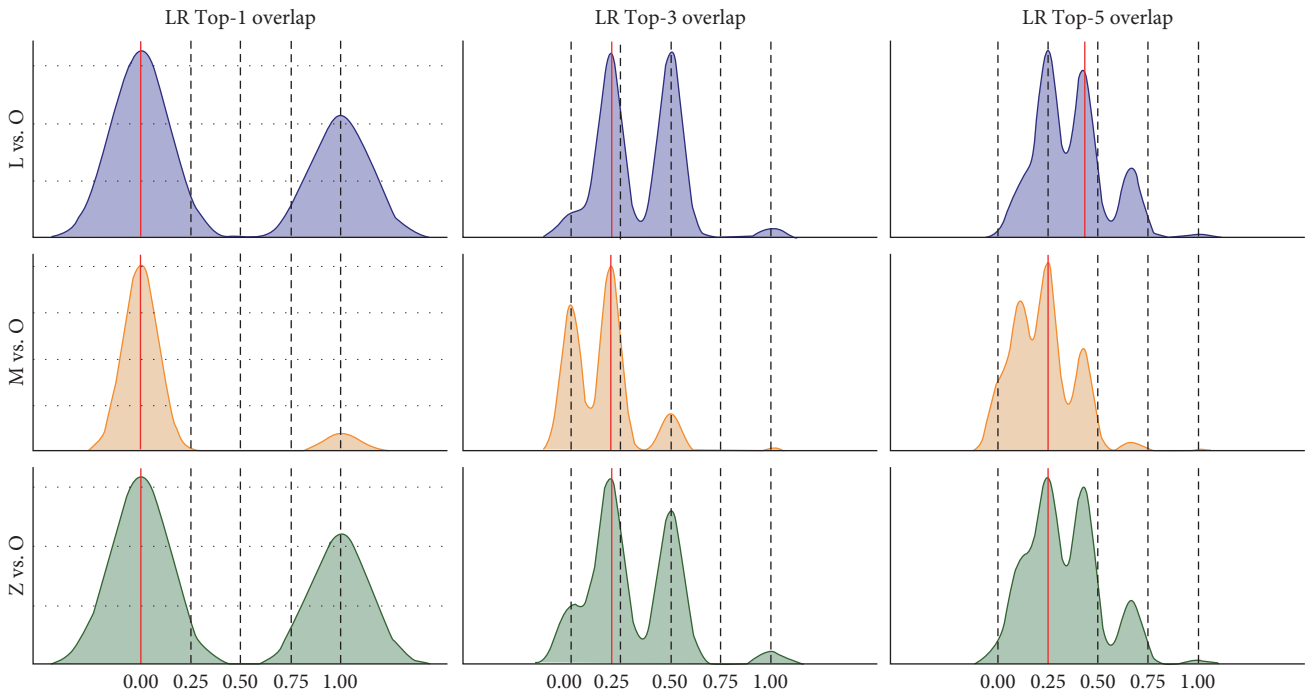 LR Top-1 overlap
LR Top-3 overlap
LR Top-5 overlap
L vs. O
M vs. O
Z vs. O
0.00 0.25 0.50 0.75 1.00
0.00 0.25 0.50 0.75 1.00
0.00 0.25 0.50 0.75 1.00